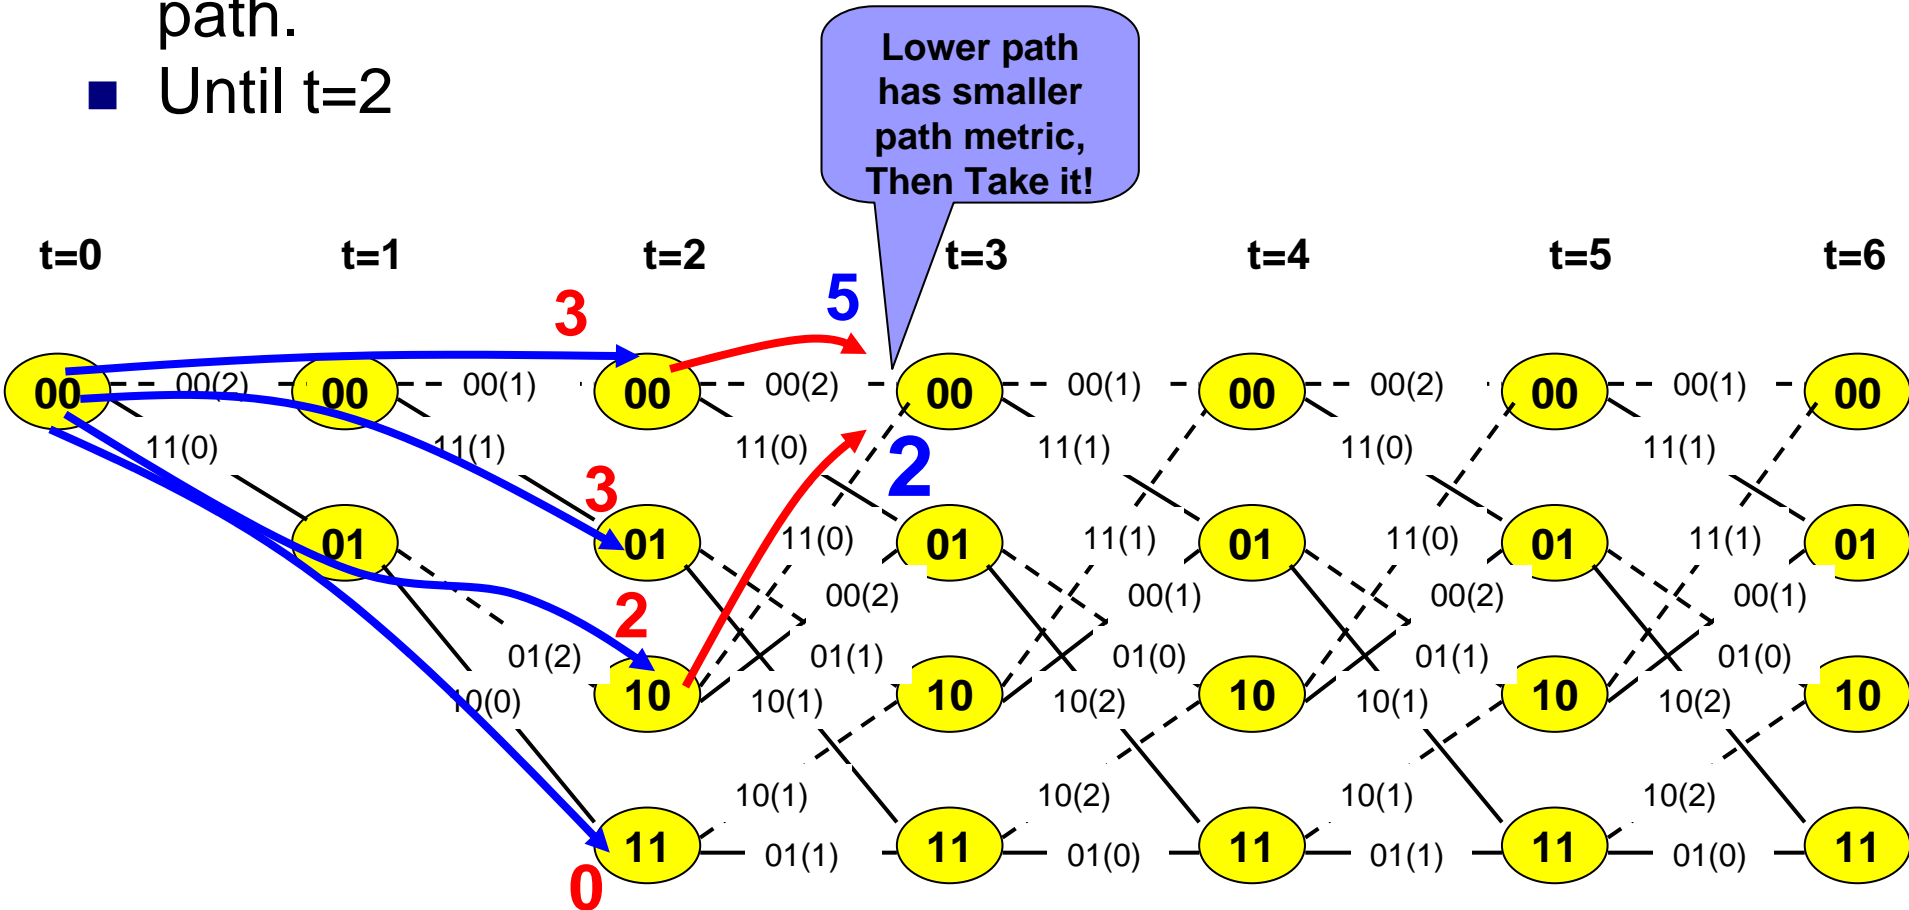 path.
Until t=2
Lower path
has smaller
path metric,
Then Take it!
t=0 t=1 t=2 t=3 t=4 t=5 t=6
3 5
00 00(2) 00 00(1) 00 00(2) 00 00(1) 00 00(2) 00 00(1) 00
11(0) 11(1) 11(0) 2 11(1) 11(0) 11(1)
3
01 01 11(0) 01 11(1) 01 11(0) 01 11(1) 01
2 00(2) 00(1) 00(2) 00(1)
01(2) 01(1) 01(0) 01(1) 01(0)
10(0) 10 10(1) 10 10(2) 10 10(1) 10 10(2) 10
10(1) 10(2) 10(1) 10(2)
11 01(1) 11 01(0) 11 01(1) 11 01(0) 11
0